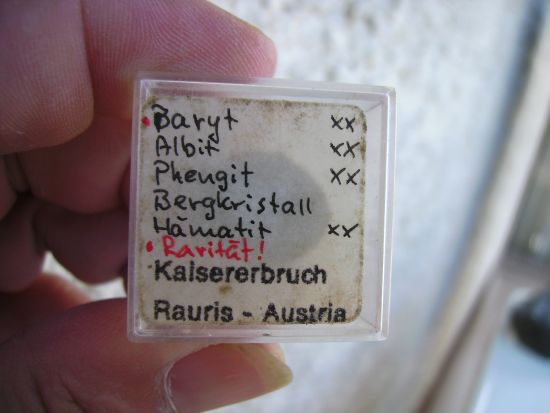 • Baryt xx
Albit xx
Phengit xx
Bergkristall
Hämatit xx
• Rarität!
Kaisererbruch
Rauris - Austria